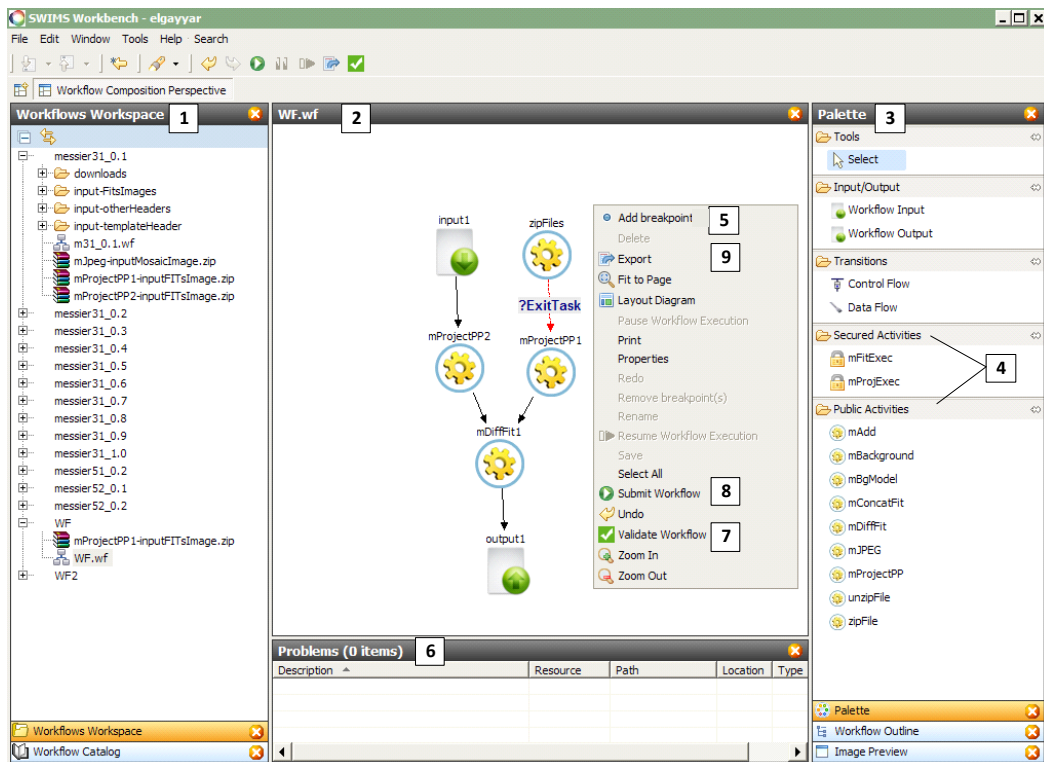 SWIMS Workbench - elgayyar
File Edit Window Tools Help Search
Workflow Composition Perspective
Workflows Workspace 1
messier31_0.1
downloads
input-FitsImages
input-otherHeaders
input-templateHeader
m31_0.1.wf
mJpeg-inputMosaicImage.zip
mProjectPP1-inputFITsImage.zip
mProjectPP2-inputFITsImage.zip
messier31_0.2
messier31_0.3
messier31_0.4
messier31_0.5
messier31_0.6
messier31_0.7
messier31_0.8
messier31_0.9
messier31_1.0
messier51_0.2
messier52_0.1
messier52_0.2
WF
mProjectPP1-inputFITsImage.zip
WF.wf
WF2
Workflows Workspace
Workflow Catalog
WF.wf 2
input1
zipFiles
?ExitTask
mProjectPP2
mProjectPP1
mDiffFit1
output1
Add breakpoint 5
Delete
Export 9
Fit to Page
Layout Diagram
Pause Workflow Execution
Print
Properties
Redo
Remove breakpoint(s)
Rename
Resume Workflow Execution
Save
Select All
Submit Workflow 8
Undo
Validate Workflow 7
Zoom In
Zoom Out
Problems (0 items) 6
Description Resource Path Location Type
Palette 3
Tools
Select
Input/Output
Workflow Input
Workflow Output
Transitions
Control Flow
Data Flow
Secured Activities
mFitExec
mProjExec
4
Public Activities
mAdd
mBackground
mBgModel
mConcatFit
mDiffFit
mJPEG
mProjectPP
unzipFile
zipFile
Palette
Workflow Outline
Image Preview